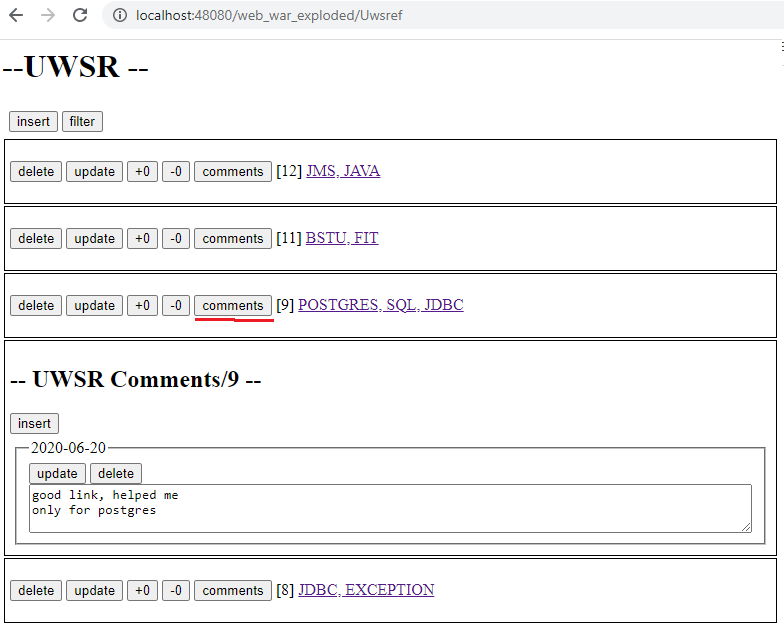 localhost:48080/web_war_exploded/Uwsref
--UWSR --
insert filter
delete update +0 -0 comments [12] JMS, JAVA
delete update +0 -0 comments [11] BSTU, FIT
delete update +0 -0 comments [9] POSTGRES, SQL, JDBC
-- UWSR Comments/9 --
insert
2020-06-20
update delete
good link, helped me
only for postgres
delete update +0 -0 comments [8] JDBC, EXCEPTION